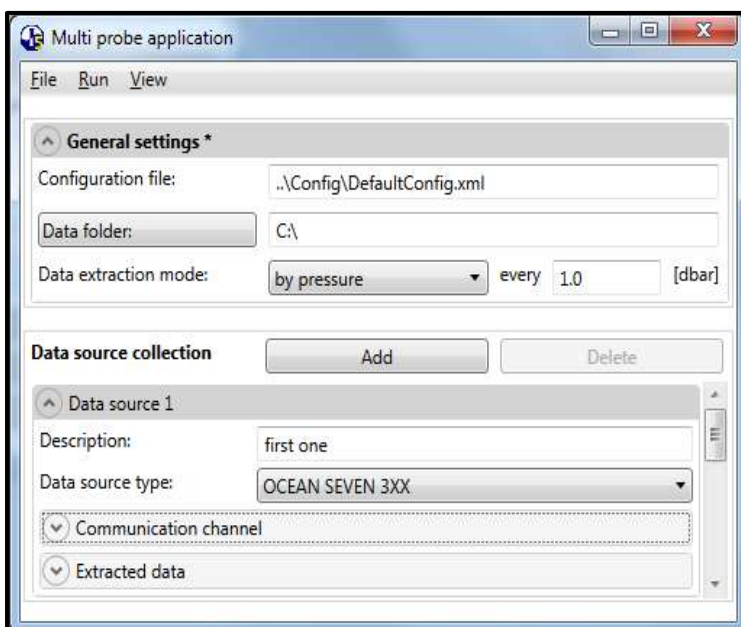 Multi probe application
File Run View
General settings *
Configuration file: ..\Config\DefaultConfig.xml
Data folder: C:\
Data extraction mode: by pressure every 1.0 [dbar]
Data source collection Add Delete
Data source 1
Description: first one
Data source type: OCEAN SEVEN 3XX
Communication channel
Extracted data